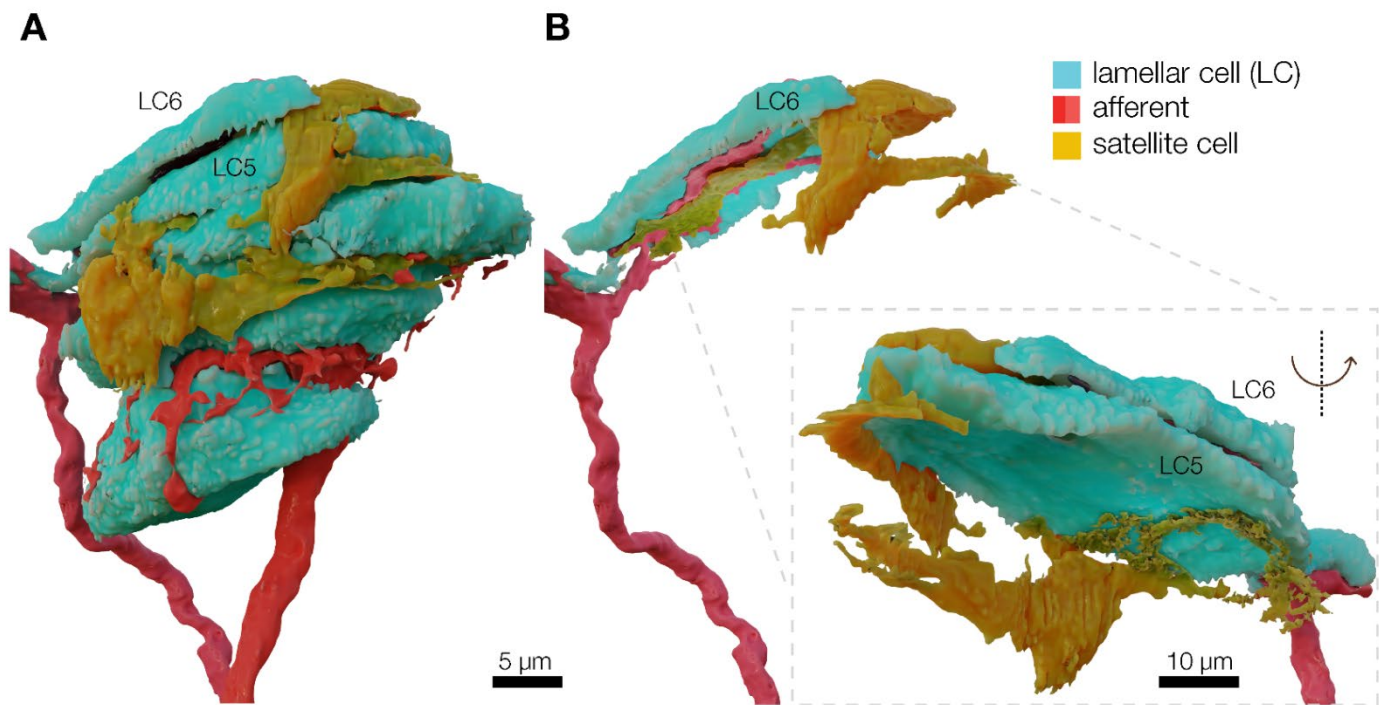 A
B
LC6
LC5
LC6
lamellar cell (LC)
afferent
satellite cell
LC6
LC5
5 µm
10 µm